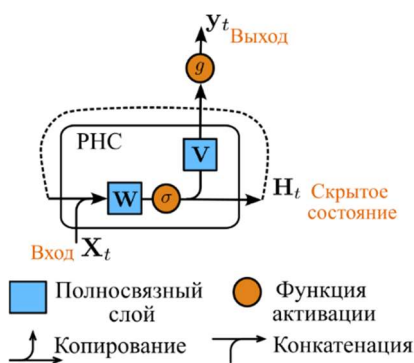 y_t
Выход
g
РНС
V
W
σ
H_t Скрытое
состояние
Вход X_t
Полносвязный
слой
Функция
активации
Копирование
Конкатенация